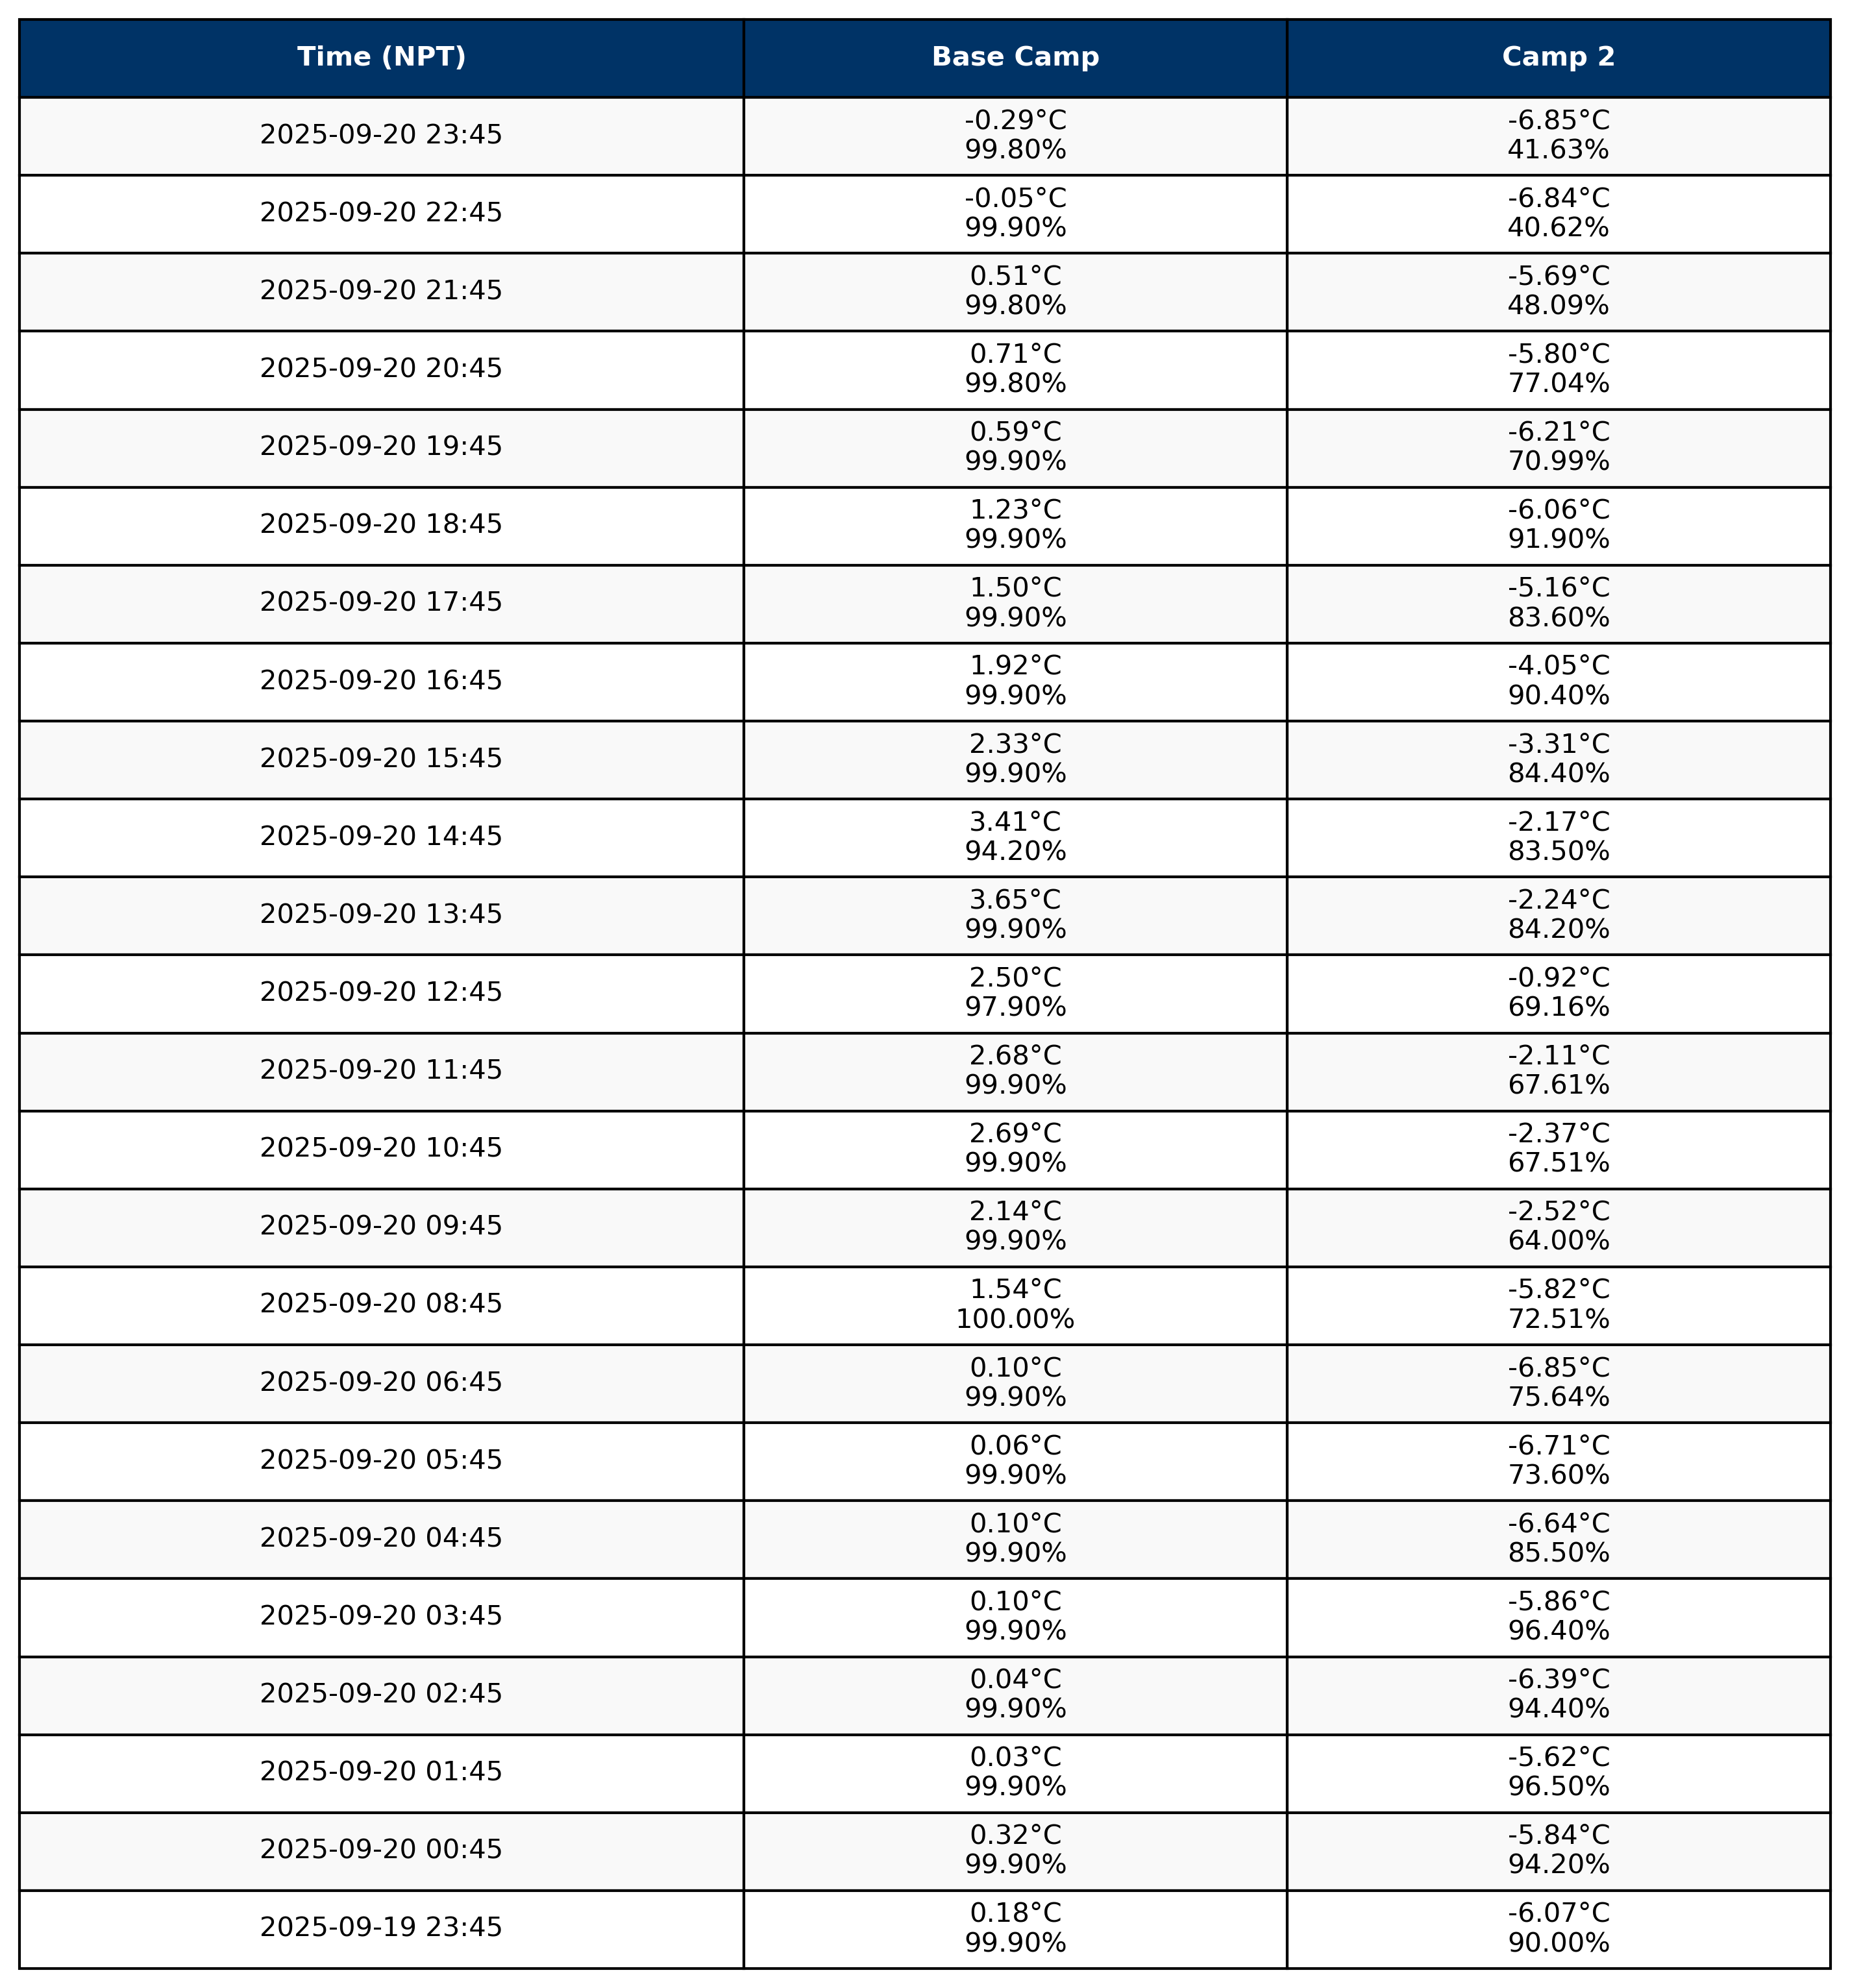 Time (NPT) Base Camp Camp 2
2025-09-20 23:45 -0.29°C -6.85°C
99.80% 41.63%
2025-09-20 22:45 -0.05°C -6.84°C
99.90% 40.62%
2025-09-20 21:45 0.51°C -5.69°C
99.80% 48.09%
2025-09-20 20:45 0.71°C -5.80°C
99.80% 77.04%
2025-09-20 19:45 0.59°C -6.21°C
99.90% 70.99%
2025-09-20 18:45 1.23°C -6.06°C
99.90% 91.90%
2025-09-20 17:45 1.50°C -5.16°C
99.90% 83.60%
2025-09-20 16:45 1.92°C -4.05°C
99.90% 90.40%
2025-09-20 15:45 2.33°C -3.31°C
99.90% 84.40%
2025-09-20 14:45 3.41°C -2.17°C
94.20% 83.50%
2025-09-20 13:45 3.65°C -2.24°C
99.90% 84.20%
2025-09-20 12:45 2.50°C -0.92°C
97.90% 69.16%
2025-09-20 11:45 2.68°C -2.11°C
99.90% 67.61%
2025-09-20 10:45 2.69°C -2.37°C
99.90% 67.51%
2025-09-20 09:45 2.14°C -2.52°C
99.90% 64.00%
2025-09-20 08:45 1.54°C -5.82°C
100.00% 72.51%
2025-09-20 06:45 0.10°C -6.85°C
99.90% 75.64%
2025-09-20 05:45 0.06°C -6.71°C
99.90% 73.60%
2025-09-20 04:45 0.10°C -6.64°C
99.90% 85.50%
2025-09-20 03:45 0.10°C -5.86°C
99.90% 96.40%
2025-09-20 02:45 0.04°C -6.39°C
99.90% 94.40%
2025-09-20 01:45 0.03°C -5.62°C
99.90% 96.50%
2025-09-20 00:45 0.32°C -5.84°C
99.90% 94.20%
2025-09-19 23:45 0.18°C -6.07°C
99.90% 90.00%